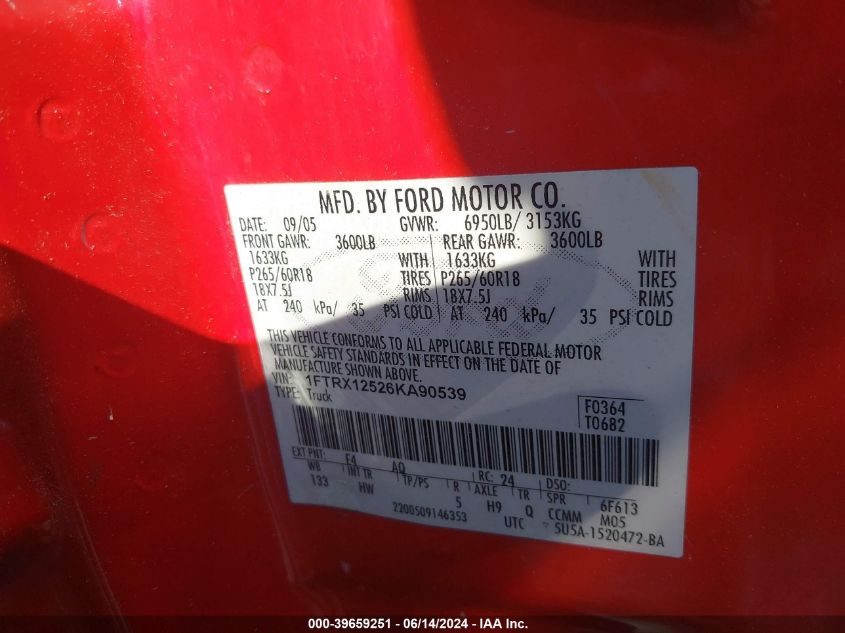 MFD. BY FORD MOTOR CO.
DATE: 09/05 GVWR: 6950LB/ 3153KG
FRONT GAWR: 3600LB REAR GAWR: 3600LB
1633KG WITH 1633KG WITH
P265/60R18 TIRES P265/60R18 TIRES
18X7.5J RIMS 18X7.5J RIMS
AT 240 kPa/ 35 PSI COLD AT 240 kPa/ 35 PSI COLD
THIS VEHICLE CONFORMS TO ALL APPLICABLE FEDERAL MOTOR
VEHICLE SAFETY STANDARDS IN EFFECT ON THE DATE OF
MANUFACTURE SHOWN ABOVE.
VIN: 1FTRX12526KA90539
TYPE: Truck
F0364
T0682
EXT PNT: F4 AQ RC: 24 DSO:
WB INT TR TP/PS R AXLE TR SPR 6F613
133 HW 5 H9 Q CCMM M05
2200509146353 UTC 5U5A-1520472-BA
000-39659251 - 06/14/2024 - IAA Inc.